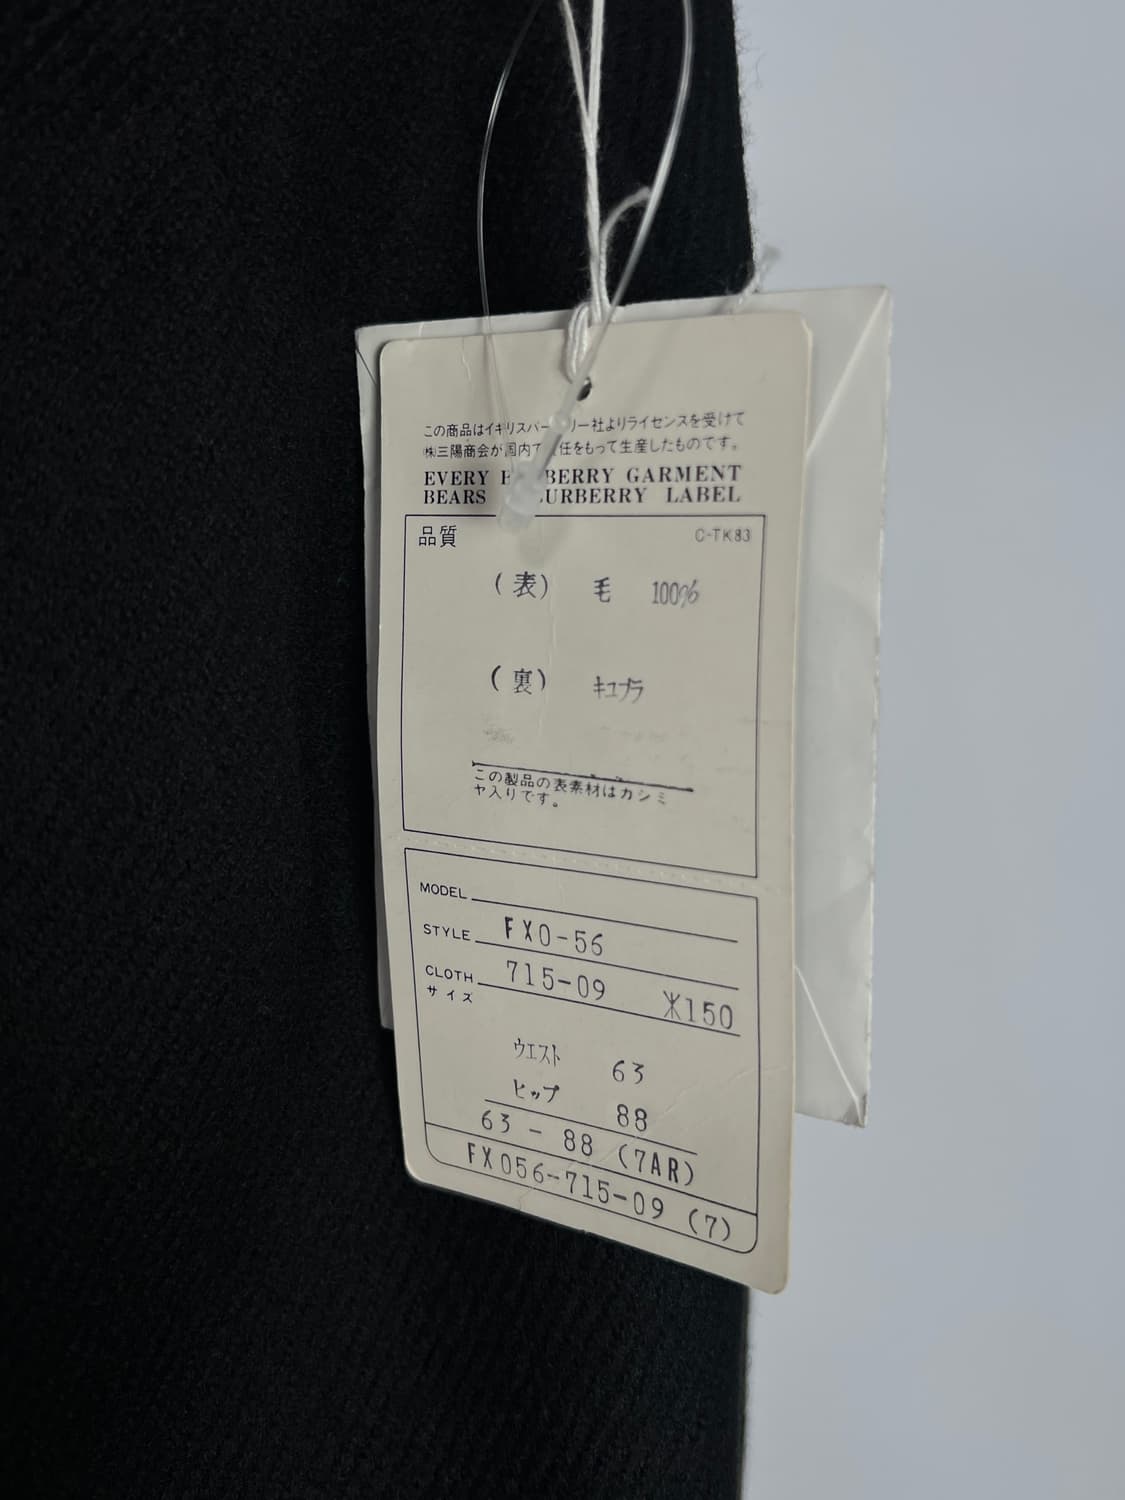 この商品はイギリスバー リー社よりライセンスを受けて
㈱三陽商会が国内で 任をもって生産したものです。
EVERY BERRY GARMENT
BEARS BURBERRY LABEL
品質 C-TK83
(表) 毛 100%
(裏) キュプラ
この製品の表素材はカシミ
ヤ入りです。
MODEL
STYLE FX0-56
CLOTH 715-09 ¥150
サイズ
ウエスト 63
ヒップ 88
63 - 88 (7AR)
FX056-715-09 (7)